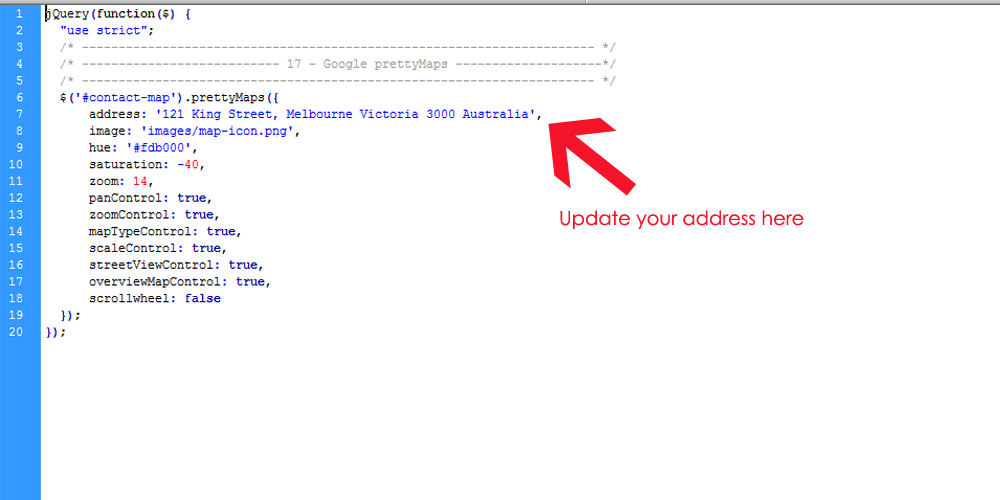 1 jQuery(function($) {
2 "use strict";
3 /* ---------------------------------------------------------------------- */
4 /* --------------------------- 17 - Google prettyMaps --------------------*/
5 /* ---------------------------------------------------------------------- */
6 $('#contact-map').prettyMaps({
7 address: '121 King Street, Melbourne Victoria 3000 Australia',
8 image: 'images/map-icon.png',
9 hue: '#fdb000',
10 saturation: -40,
11 zoom: 14,
12 panControl: true,
13 zoomControl: true,
14 mapTypeControl: true,
15 scaleControl: true,
16 streetViewControl: true,
17 overviewMapControl: true,
18 scrollwheel: false
19 });
20 });
Update your address here